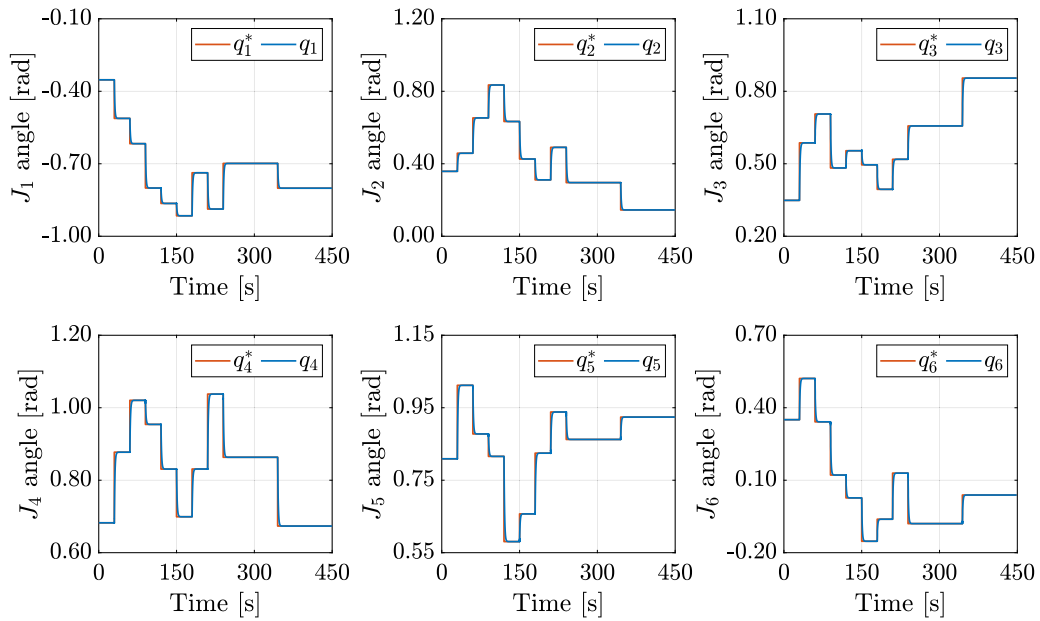 -0.10
-0.40
-0.70
-1.00
J1 angle [rad]
q1* q1
0 150 300 450
Time [s]
1.20
0.80
0.40
0.00
J2 angle [rad]
q2* q2
0 150 300 450
Time [s]
1.10
0.80
0.50
0.20
J3 angle [rad]
q3* q3
0 150 300 450
Time [s]
1.20
1.00
0.80
0.60
J4 angle [rad]
q4* q4
0 150 300 450
Time [s]
1.15
0.95
0.75
0.55
J5 angle [rad]
q5* q5
0 150 300 450
Time [s]
0.70
0.40
0.10
-0.20
J6 angle [rad]
q6* q6
0 150 300 450
Time [s]